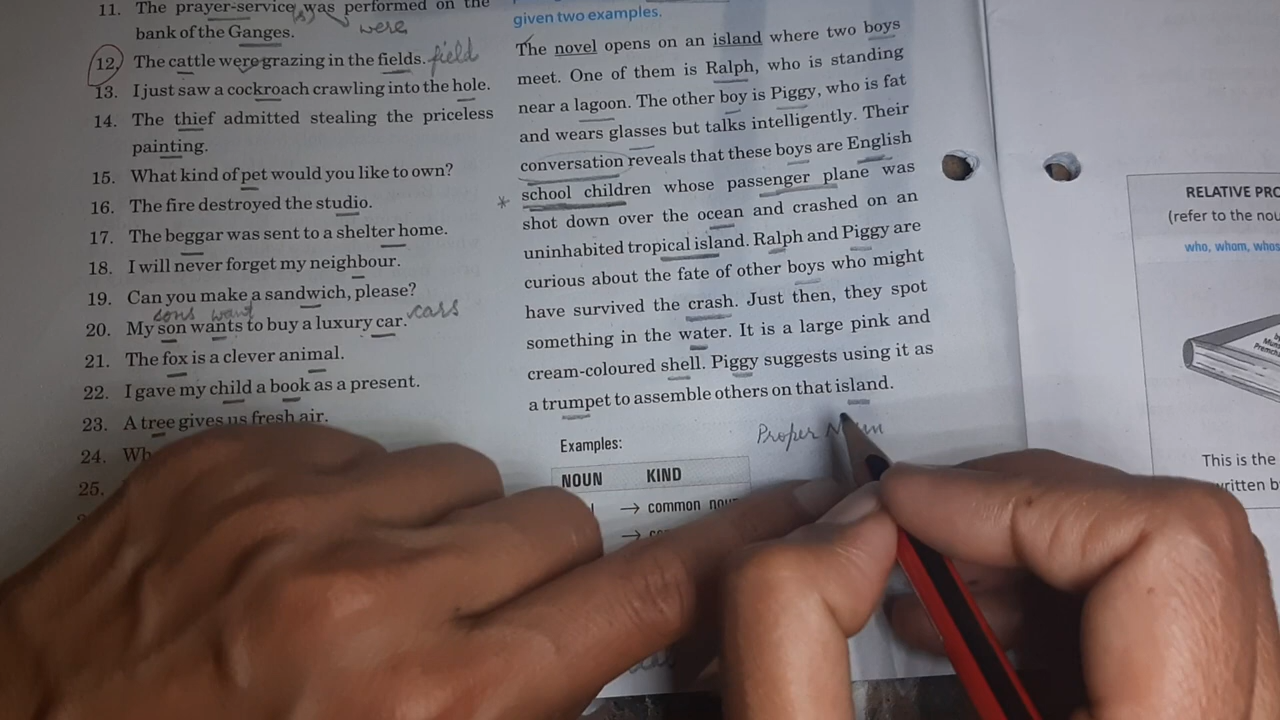 11. The prayer-service was performed on the
(s) were
bank of the Ganges.
12. The cattle were grazing in the fields. field
13. I just saw a cockroach crawling into the hole.
14. The thief admitted stealing the priceless
painting.
15. What kind of pet would you like to own?
16. The fire destroyed the studio.
17. The beggar was sent to a shelter home.
18. I will never forget my neighbour.
19. Can you make a sandwich, please?
sons want cars
20. My son wants to buy a luxury car.
21. The fox is a clever animal.
22. I gave my child a book as a present.
23. A tree gives us fresh air.
24. Wh
25.
given two examples.
The novel opens on an island where two boys
meet. One of them is Ralph, who is standing
near a lagoon. The other boy is Piggy, who is fat
and wears glasses but talks intelligently. Their
conversation reveals that these boys are English
* school children whose passenger plane was
shot down over the ocean and crashed on an
uninhabited tropical island. Ralph and Piggy are
curious about the fate of other boys who might
have survived the crash. Just then, they spot
something in the water. It is a large pink and
cream-coloured shell. Piggy suggests using it as
a trumpet to assemble others on that island.
Proper Noun
Examples:
NOUN KIND
→ common noun
→
RELATIVE PRO
(refer to the nou
who, whom, whos
This is the
written b